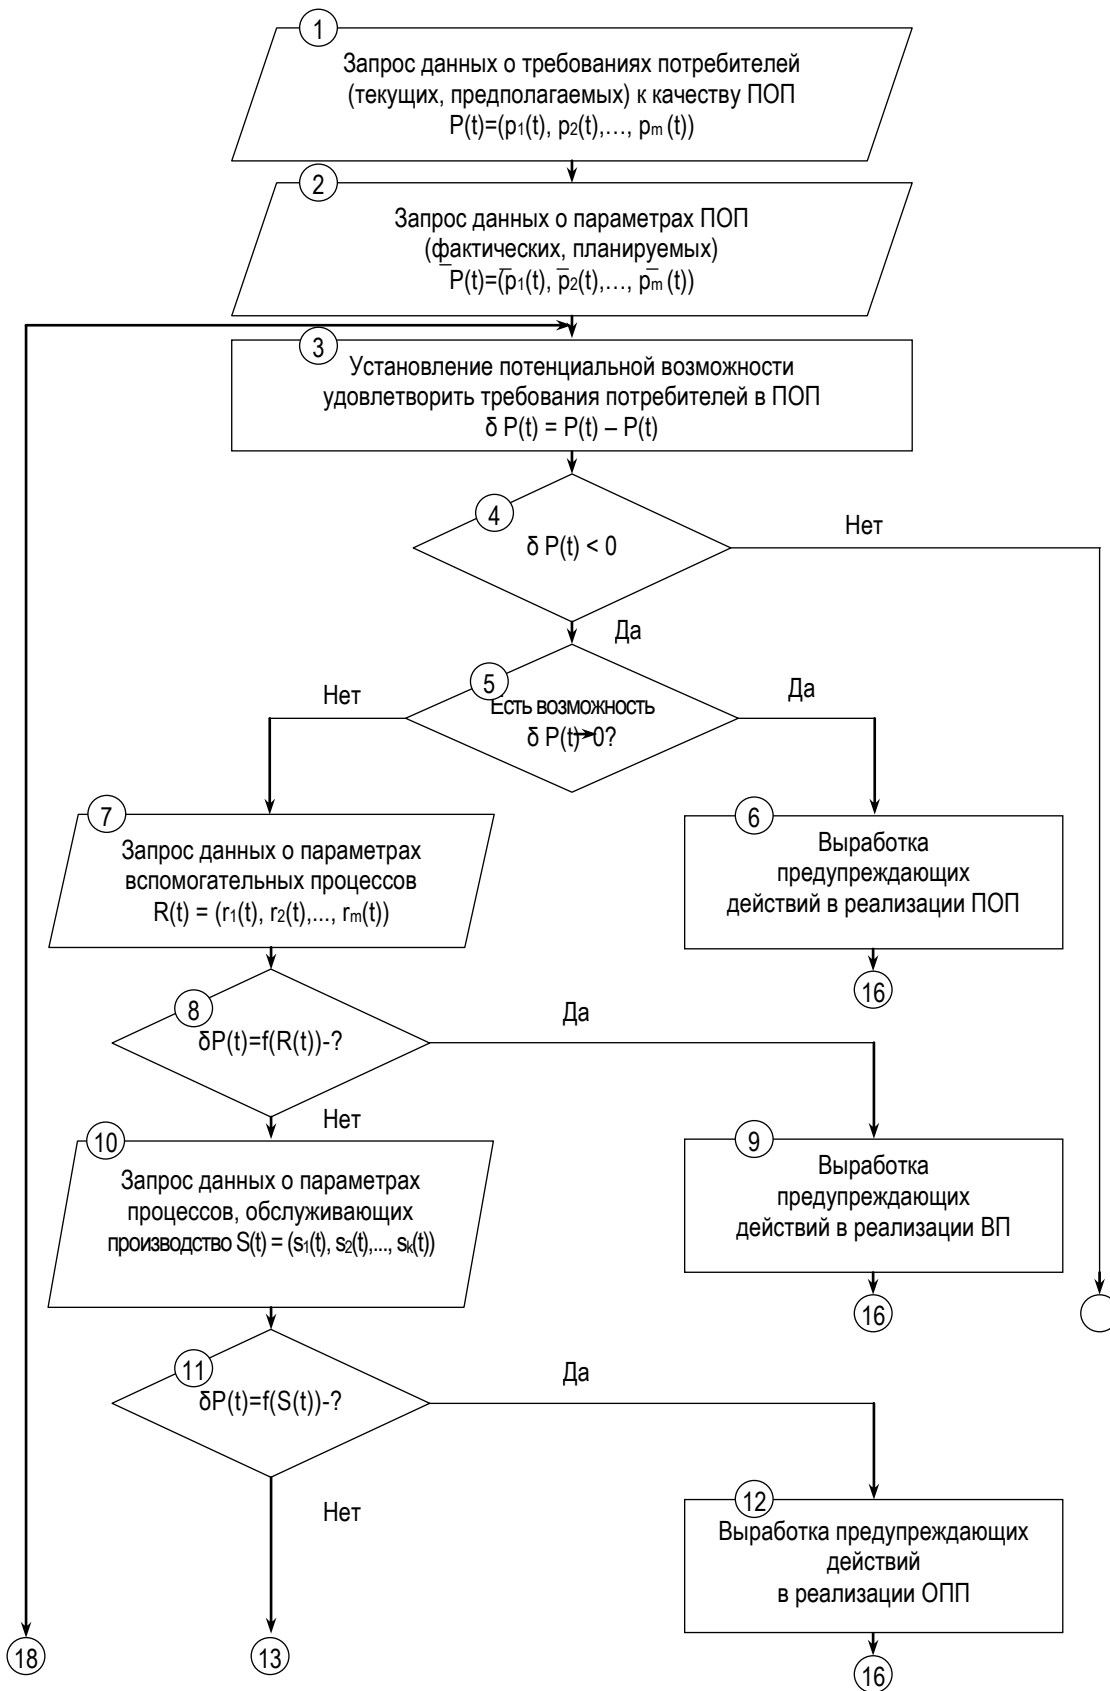 1
Запрос данных о требованиях потребителей
(текущих, предполагаемых) к качеству ПОП
P(t)=(p₁(t), p₂(t),…, pₘ (t))
2
Запрос данных о параметрах ПОП
(фактических, планируемых)
P̅(t)=(p̅₁(t), p̅₂(t),…, p̅ₘ (t))
3
Установление потенциальной возможности
удовлетворить требования потребителей в ПОП
δ P(t) = P(t) – P(t)
4
δ P(t) < 0
Нет
Да
5
Есть возможность
δ P(t)→0?
Нет
Да
7
Запрос данных о параметрах
вспомогательных процессов
R(t) = (r₁(t), r₂(t),..., rₘ(t))
6
Выработка
предупреждающих
действий в реализации ПОП
16
8
δP(t)=f(R(t))-?
Да
Нет
10
Запрос данных о параметрах
процессов, обслуживающих
производство S(t) = (s₁(t), s₂(t),..., sₖ(t))
9
Выработка
предупреждающих
действий в реализации ВП
16
11
δP(t)=f(S(t))-?
Да
Нет
12
Выработка предупреждающих
действий
в реализации ОПП
18
13
16